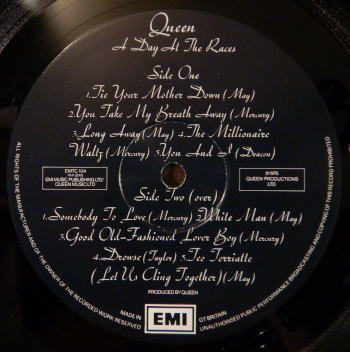 Queen
A Day At The Races
Side One
1.Tie Your Mother Down (May)
2.You Take My Breath Away (Mercury)
3.Long Away (May) 4.The Millionaire
Waltz (Mercury) 5.You And I (Deacon)
EMTC 104
EMI MUSIC PUBLISHING LTD/
QUEEN MUSIC LTD
℗1976
QUEEN PRODUCTIONS
LTD
Side Two (over)
1.Somebody To Love (Mercury) 2.White Man (May)
3.Good Old-Fashioned Lover Boy (Mercury)
4.Drowse (Taylor) 5.Teo Torriatte
(Let Us Cling Together) (May)
PRODUCED BY QUEEN
MADE IN
EMI
GT BRITAIN
ALL RIGHTS OF THE MANUFACTURER AND OF THE OWNER OF THE RECORDED WORK RESERVED
UNAUTHORISED PUBLIC PERFORMANCE BROADCASTING AND COPYING OF THIS RECORD PROHIBITED